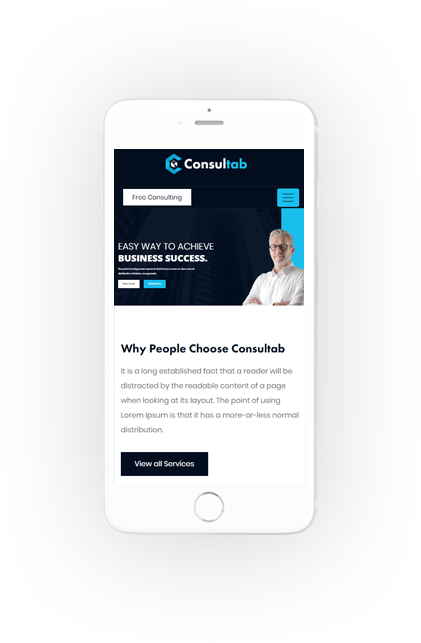 Consultab
Free Consulting
EASY WAY TO ACHIEVE
BUSINESS SUCCESS.
Why People Choose Consultab
It is a long established fact that a reader will be
distracted by the readable content of a page
when looking at its layout. The point of using
Lorem Ipsum is that it has a more-or-less normal
distribution.
View all Services